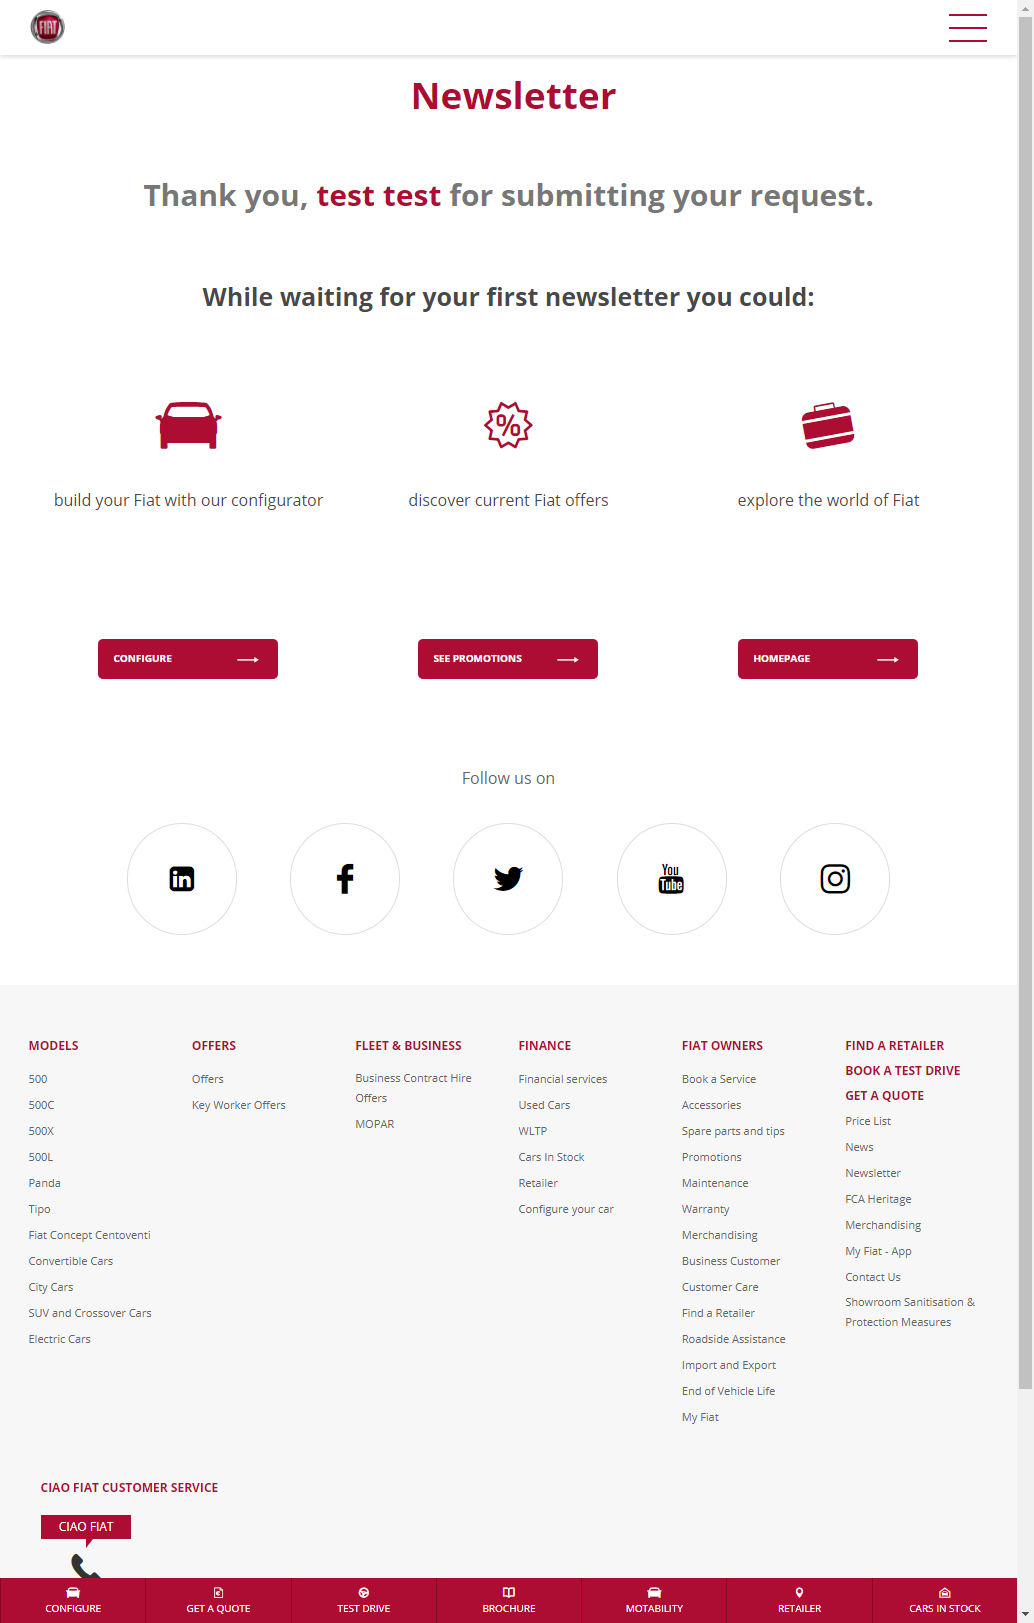 FIAT
Newsletter
Thank you, test test for submitting your request.
While waiting for your first newsletter you could:
build your Fiat with our configurator
discover current Fiat offers
explore the world of Fiat
CONFIGURE
SEE PROMOTIONS
HOMEPAGE
Follow us on
in
f
You
Tube
MODELS
500
500C
500X
500L
Panda
Tipo
Fiat Concept Centoventi
Convertible Cars
City Cars
SUV and Crossover Cars
Electric Cars
OFFERS
Offers
Key Worker Offers
FLEET & BUSINESS
Business Contract Hire
Offers
MOPAR
FINANCE
Financial services
Used Cars
WLTP
Cars In Stock
Retailer
Configure your car
FIAT OWNERS
Book a Service
Accessories
Spare parts and tips
Promotions
Maintenance
Warranty
Merchandising
Business Customer
Customer Care
Find a Retailer
Roadside Assistance
Import and Export
End of Vehicle Life
My Fiat
FIND A RETAILER
BOOK A TEST DRIVE
GET A QUOTE
Price List
News
Newsletter
FCA Heritage
Merchandising
My Fiat - App
Contact Us
Showroom Sanitisation &
Protection Measures
CIAO FIAT CUSTOMER SERVICE
CIAO FIAT
CONFIGURE
GET A QUOTE
TEST DRIVE
BROCHURE
MOTABILITY
RETAILER
CARS IN STOCK